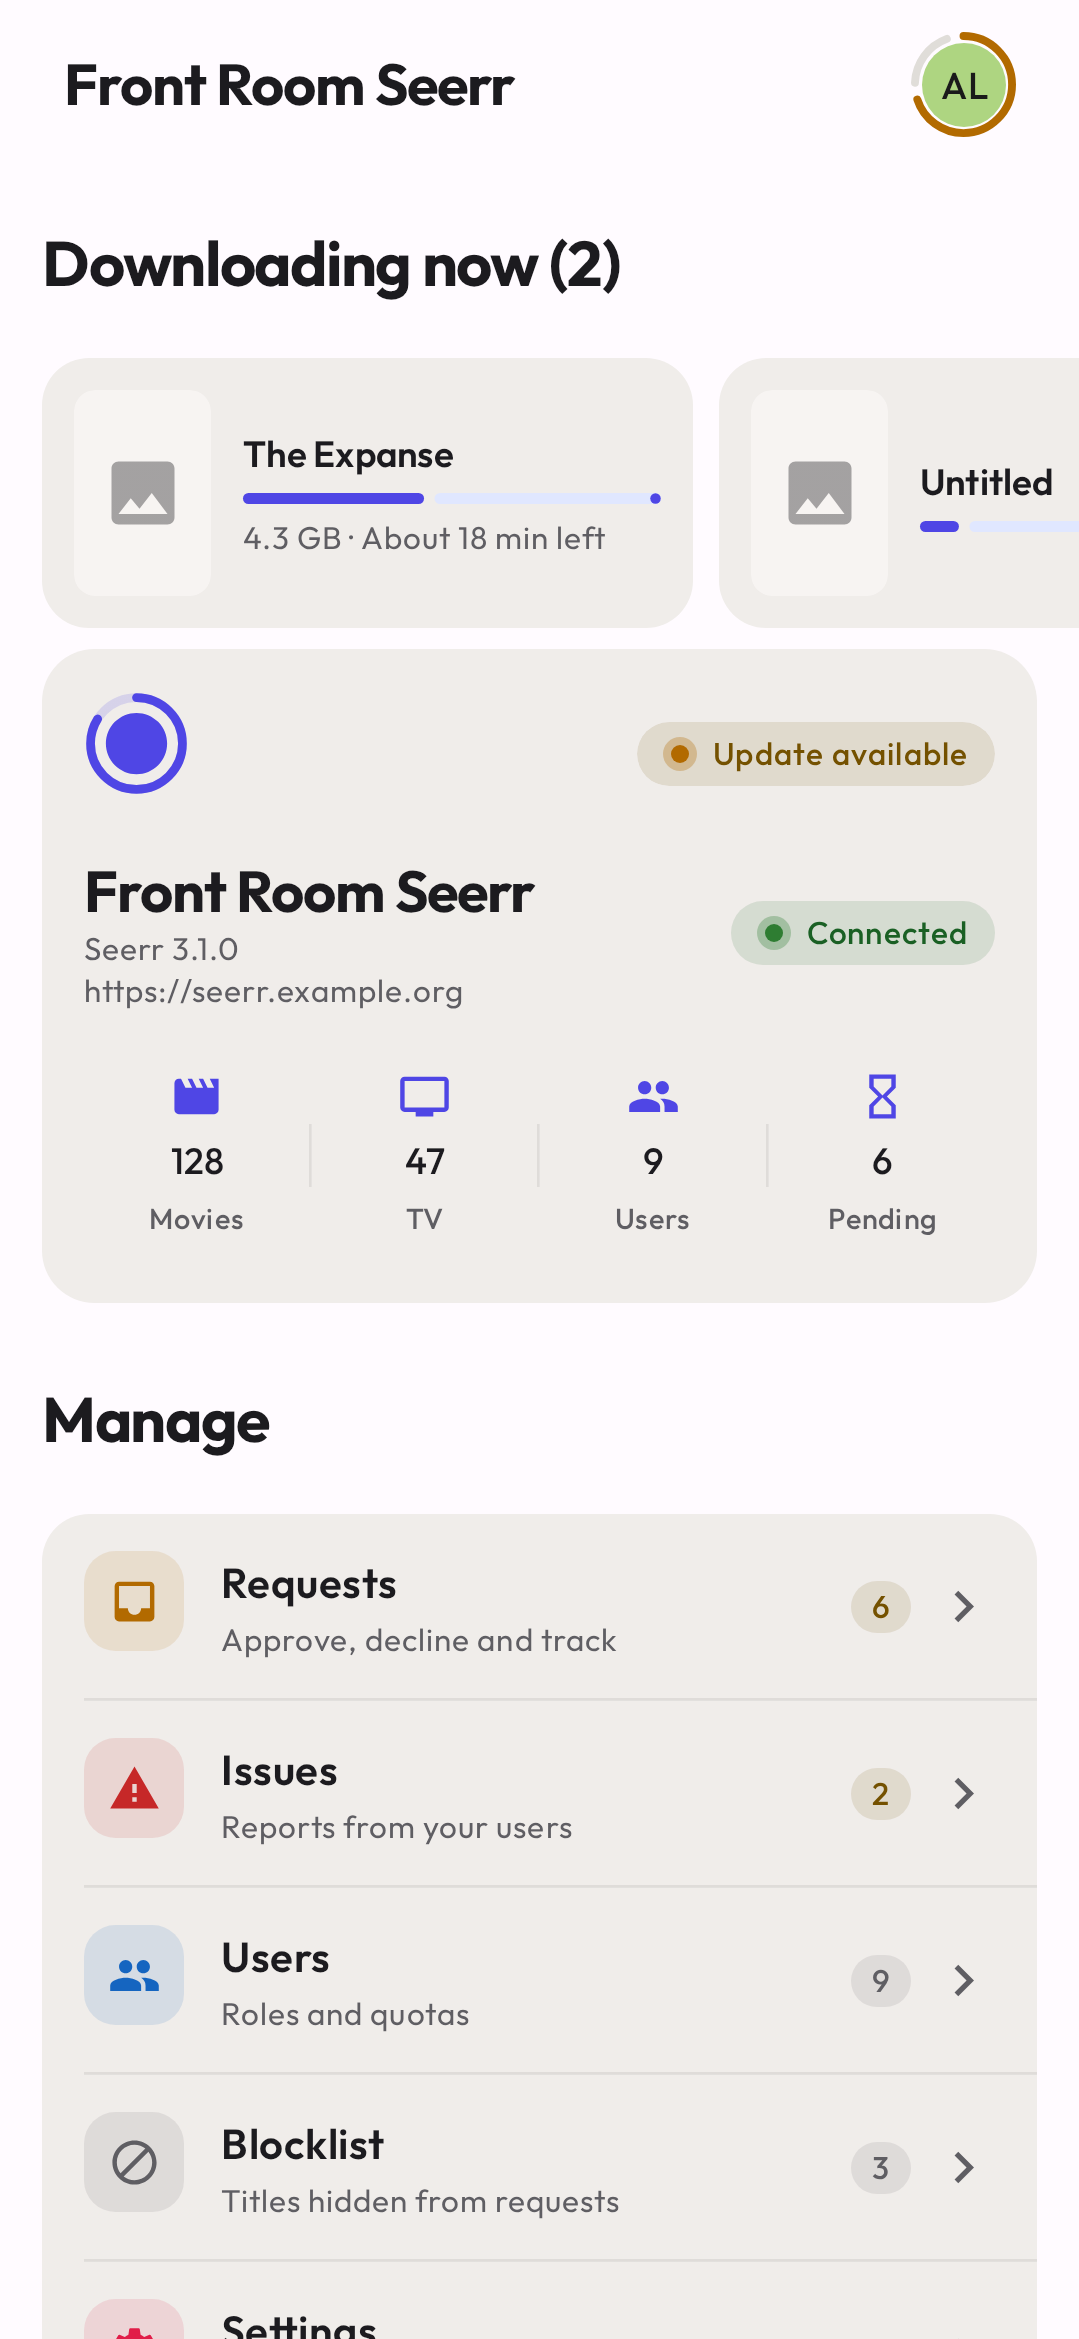 Front Room Seerr
AL
Downloading now (2)
The Expanse
4.3 GB · About 18 min left
Untitled
Update available
Front Room Seerr
Seerr 3.1.0
https://seerr.example.org
Connected
128
47
9
6
Movies
TV
Users
Pending
Manage
Requests
Approve, decline and track
6
Issues
Reports from your users
2
Users
Roles and quotas
9
Blocklist
Titles hidden from requests
3
Settings